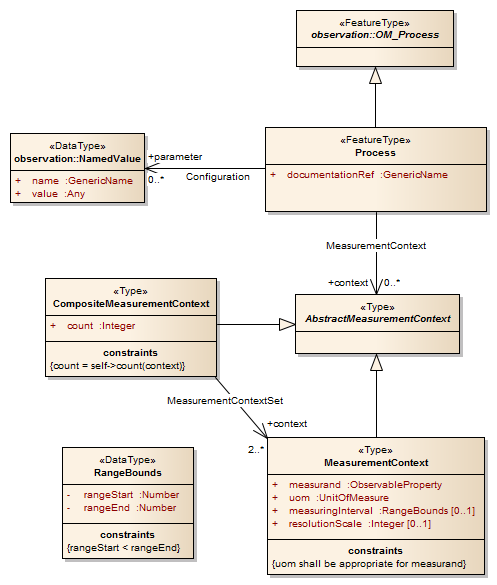 «FeatureType»
observation::OM_Process
«DataType»
observation::NamedValue
+ name :GenericName
+ value :Any
+parameter
0..*
Configuration
«FeatureType»
Process
+ documentationRef :GenericName
MeasurementContext
+context
0..*
«Type»
CompositeMeasurementContext
+ count :Integer
constraints
{count = self->count(context)}
«Type»
AbstractMeasurementContext
MeasurementContextSet
+context
2..*
«DataType»
RangeBounds
- rangeStart :Number
- rangeEnd :Number
constraints
{rangeStart < rangeEnd}
«Type»
MeasurementContext
+ measurand :ObservableProperty
+ uom :UnitOfMeasure
+ measuringInterval :RangeBounds [0..1]
+ resolutionScale :Integer [0..1]
constraints
{uom shall be appropriate for measurand}